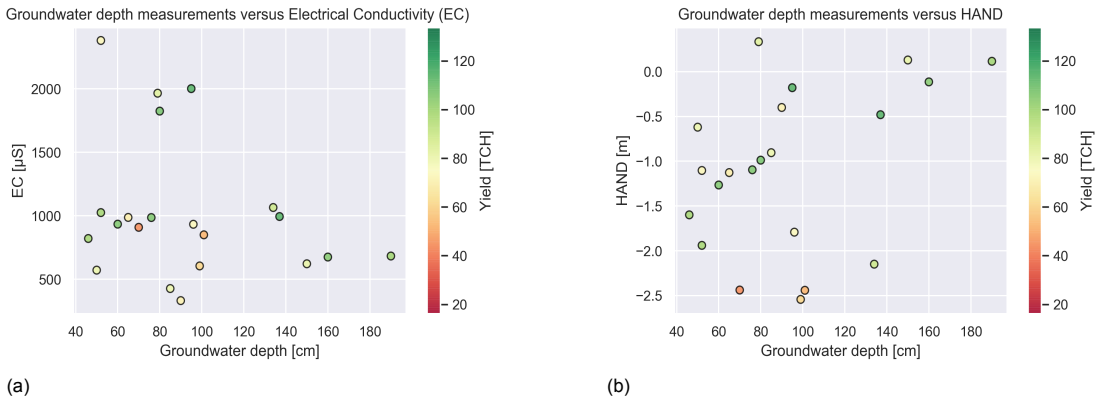 Groundwater depth measurements versus Electrical Conductivity (EC)
2000
1500
1000
500
EC [µS]
40 60 80 100 120 140 160 180
Groundwater depth [cm]
120
100
80
60
40
20
Yield [TCH]
(a)
Groundwater depth measurements versus HAND
0.0
−0.5
−1.0
−1.5
−2.0
−2.5
HAND [m]
40 60 80 100 120 140 160 180
Groundwater depth [cm]
120
100
80
60
40
20
Yield [TCH]
(b)